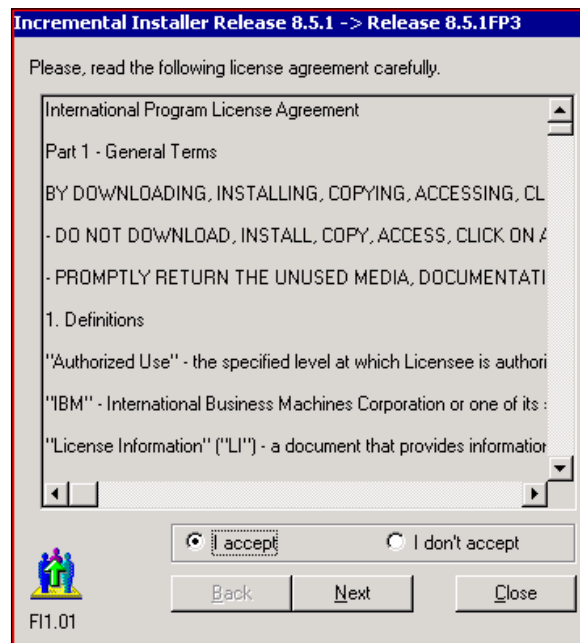 Incremental Installer Release 8.5.1 -> Release 8.5.1FP3
Please, read the following license agreement carefully.
International Program License Agreement
Part 1 - General Terms
BY DOWNLOADING, INSTALLING, COPYING, ACCESSING, CL
- DO NOT DOWNLOAD, INSTALL, COPY, ACCESS, CLICK ON A
- PROMPTLY RETURN THE UNUSED MEDIA, DOCUMENTATI
1. Definitions
"Authorized Use" - the specified level at which Licensee is authori
"IBM" - International Business Machines Corporation or one of its
"License Information" ("LI") - a document that provides information
I accept
I don't accept
Back
Next
Close
FI1.01